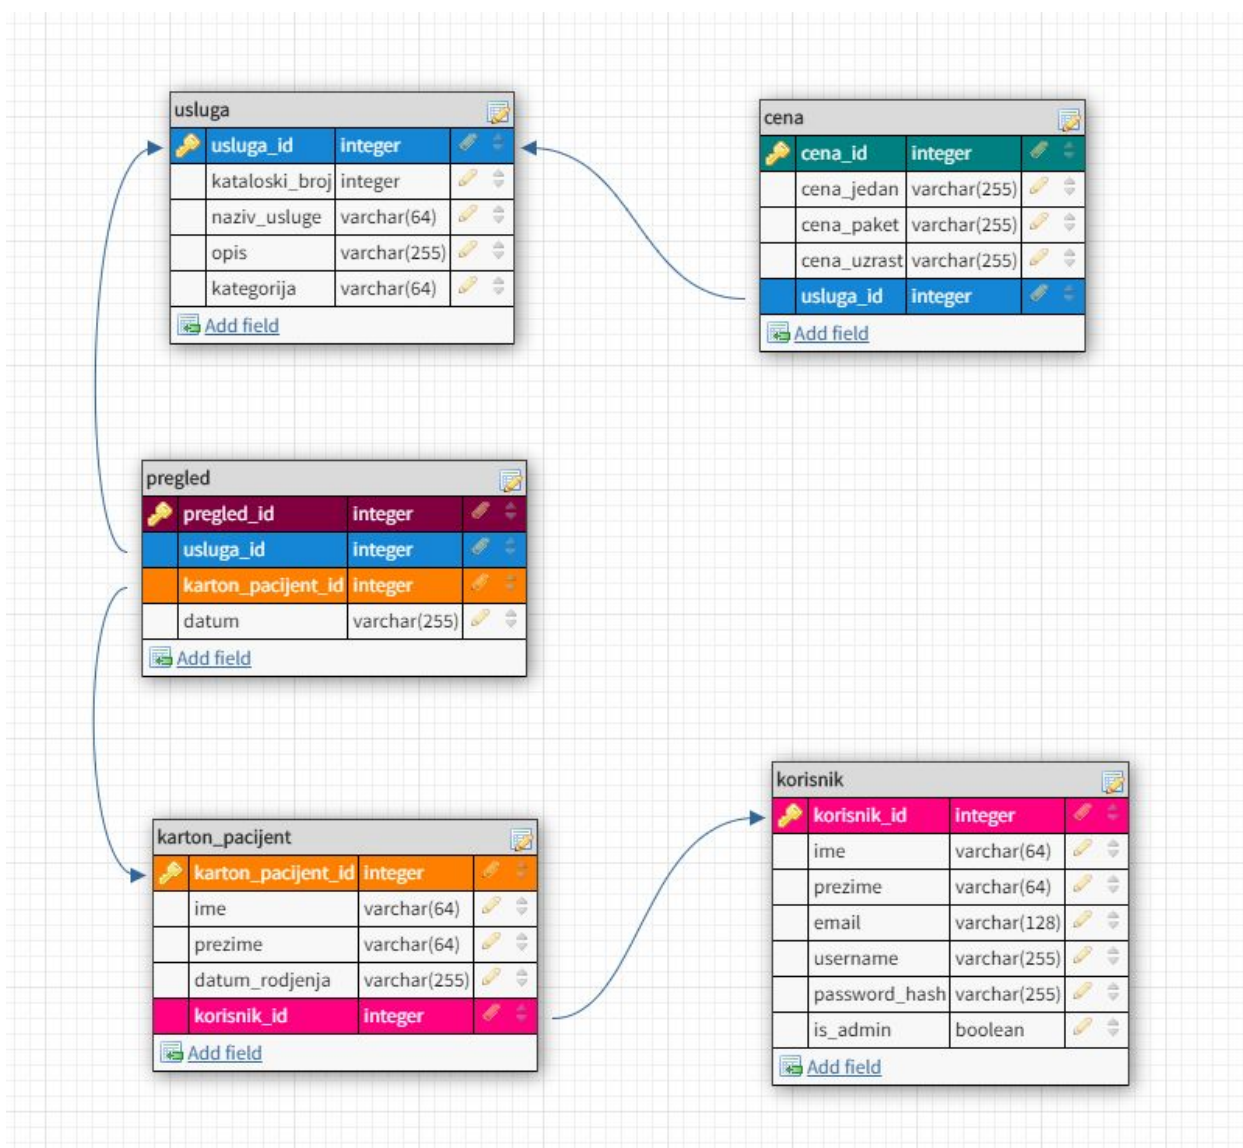 usluga
usluga_id integer
kataloski_broj integer
naziv_usluge varchar(64)
opis varchar(255)
kategorija varchar(64)
Add field
cena
cena_id integer
cena_jedan varchar(255)
cena_paket varchar(255)
cena_uzrast varchar(255)
usluga_id integer
Add field
pregled
pregled_id integer
usluga_id integer
karton_pacijent_id integer
datum varchar(255)
Add field
karton_pacijent
karton_pacijent_id integer
ime varchar(64)
prezime varchar(64)
datum_rodjenja varchar(255)
korisnik_id integer
Add field
korisnik
korisnik_id integer
ime varchar(64)
prezime varchar(64)
email varchar(128)
username varchar(255)
password_hash varchar(255)
is_admin boolean
Add field